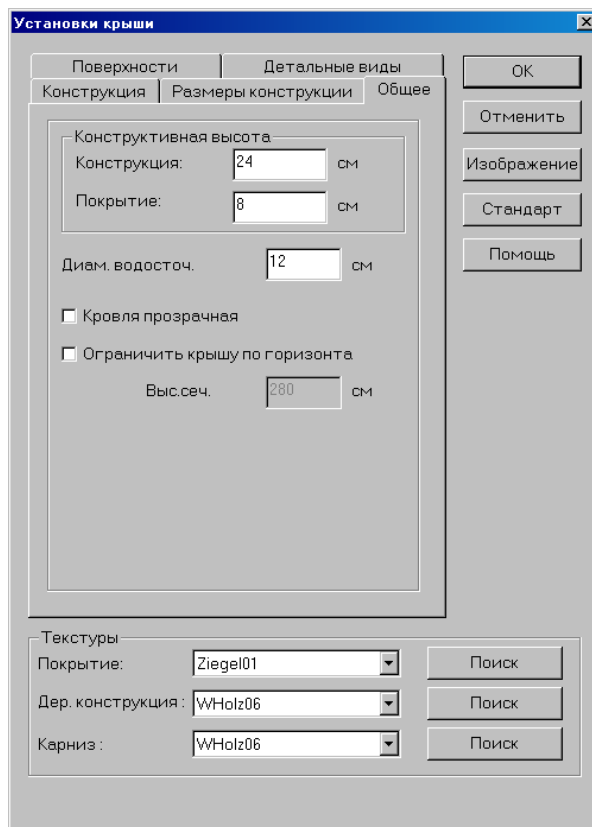 Установки крыши
Поверхности Детальные виды
Конструкция Размеры конструкции Общее
Конструктивная высота
Конструкция: 24 см
Покрытие: 8 см
Диам. водосточ. 12 см
Кровля прозрачная
Ограничить крышу по горизонта
Выс.сеч. 280 см
OK
Отменить
Изображение
Стандарт
Помощь
Текстуры
Покрытие: Ziegel01 Поиск
Дер. конструкция : WHolz06 Поиск
Карниз : WHolz06 Поиск